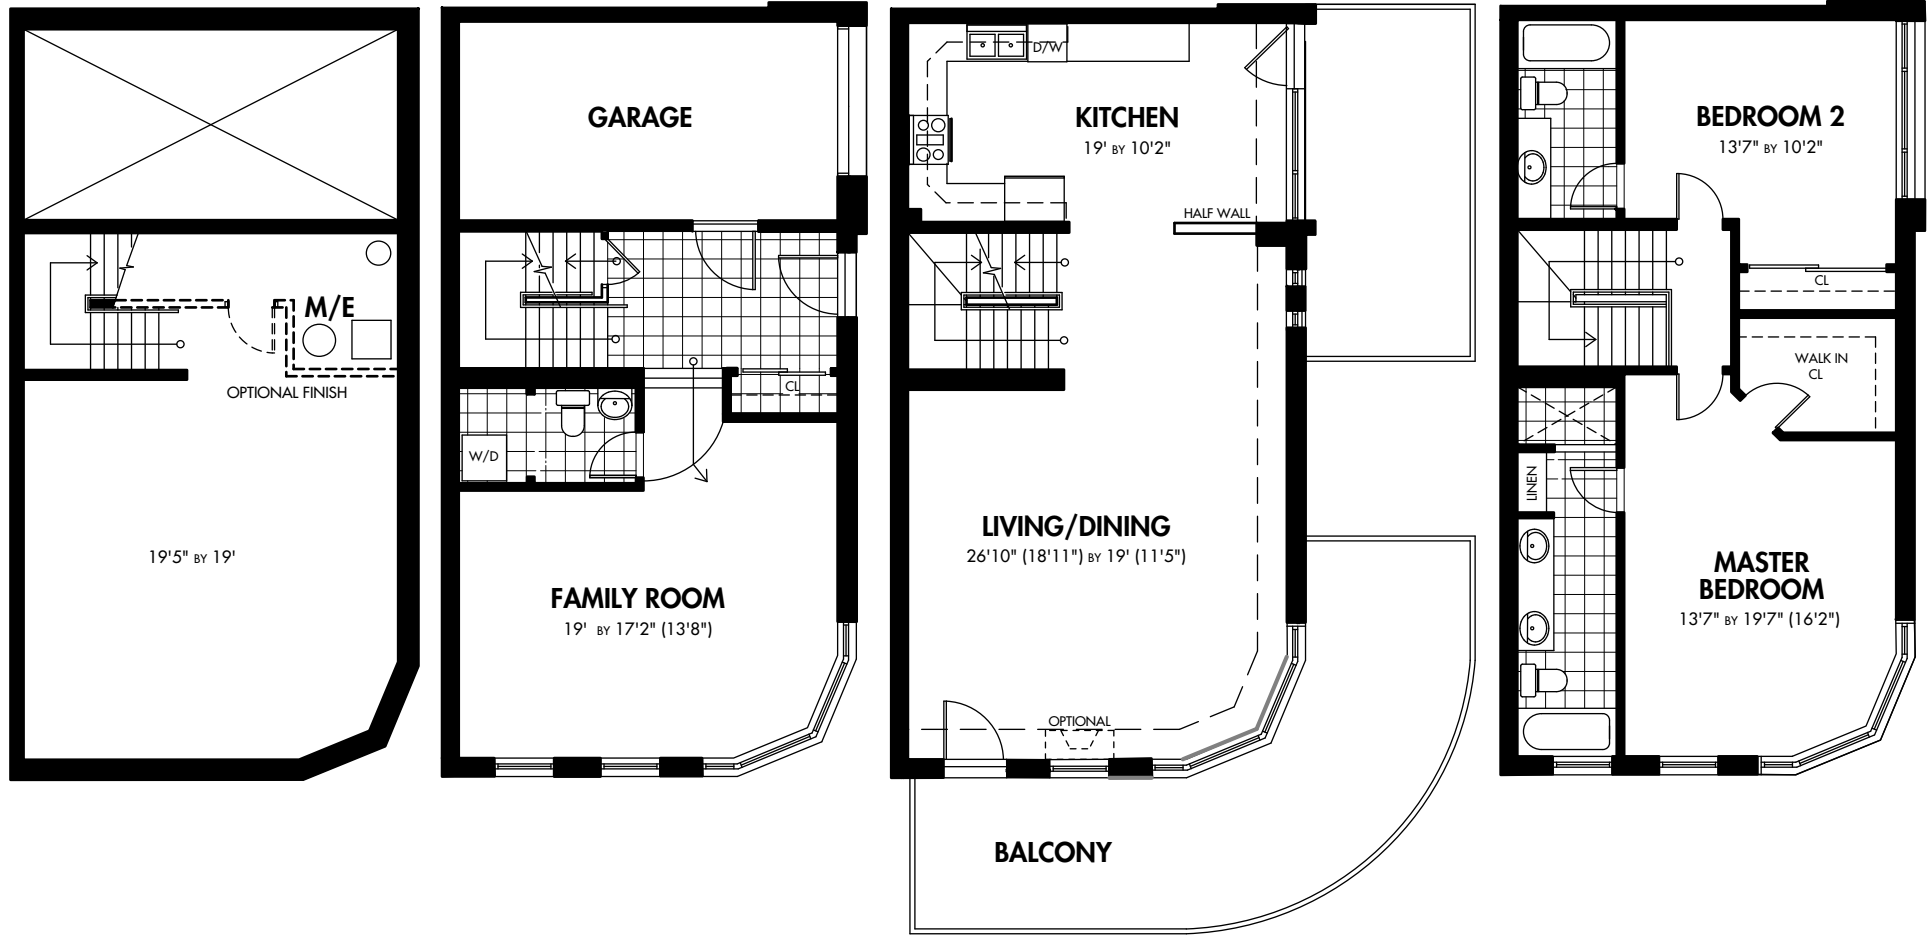 M/E
OPTIONAL FINISH
19'5" BY 19'
GARAGE
CL
W/D
FAMILY ROOM
19' BY 17'2" (13'8")
D/W
KITCHEN
19' BY 10'2"
HALF WALL
LIVING/DINING
26'10" (18'11") BY 19' (11'5")
OPTIONAL
BALCONY
BEDROOM 2
13'7" BY 10'2"
CL
WALK IN
CL
LINEN
MASTER
BEDROOM
13'7" BY 19'7" (16'2")